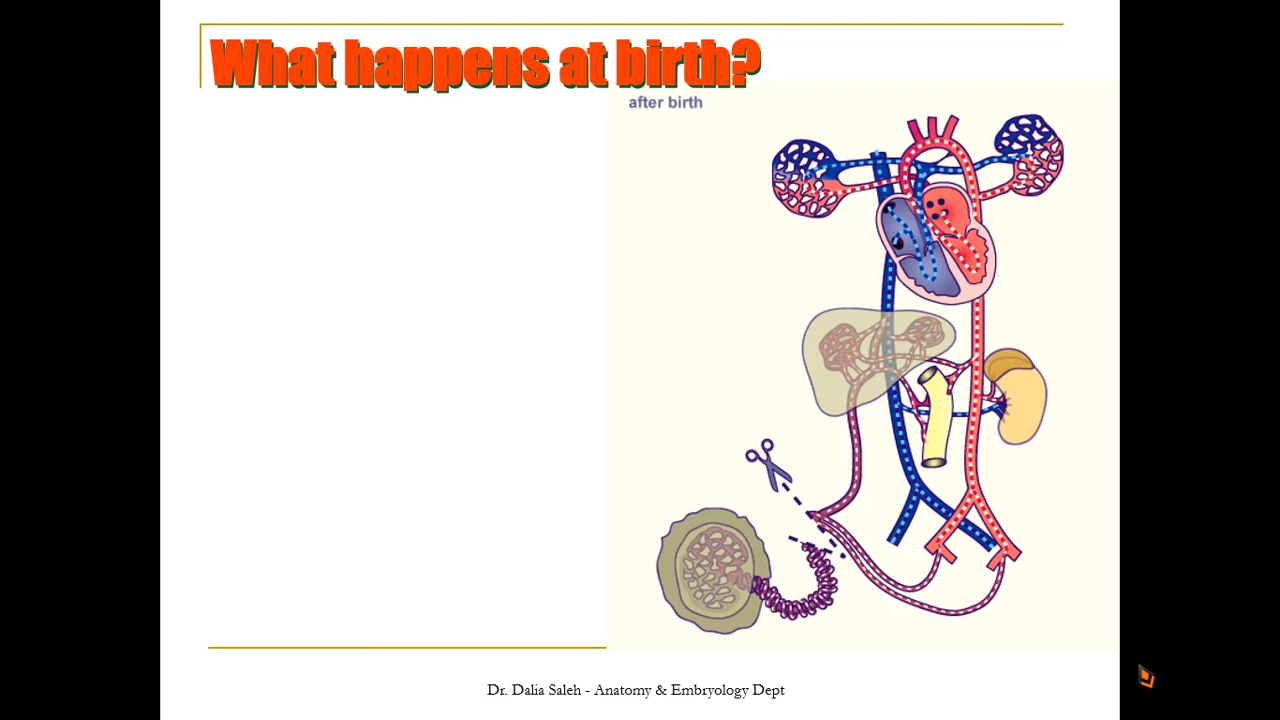 What happens at birth?
after birth
Dr. Dalia Saleh - Anatomy & Embryology Dept